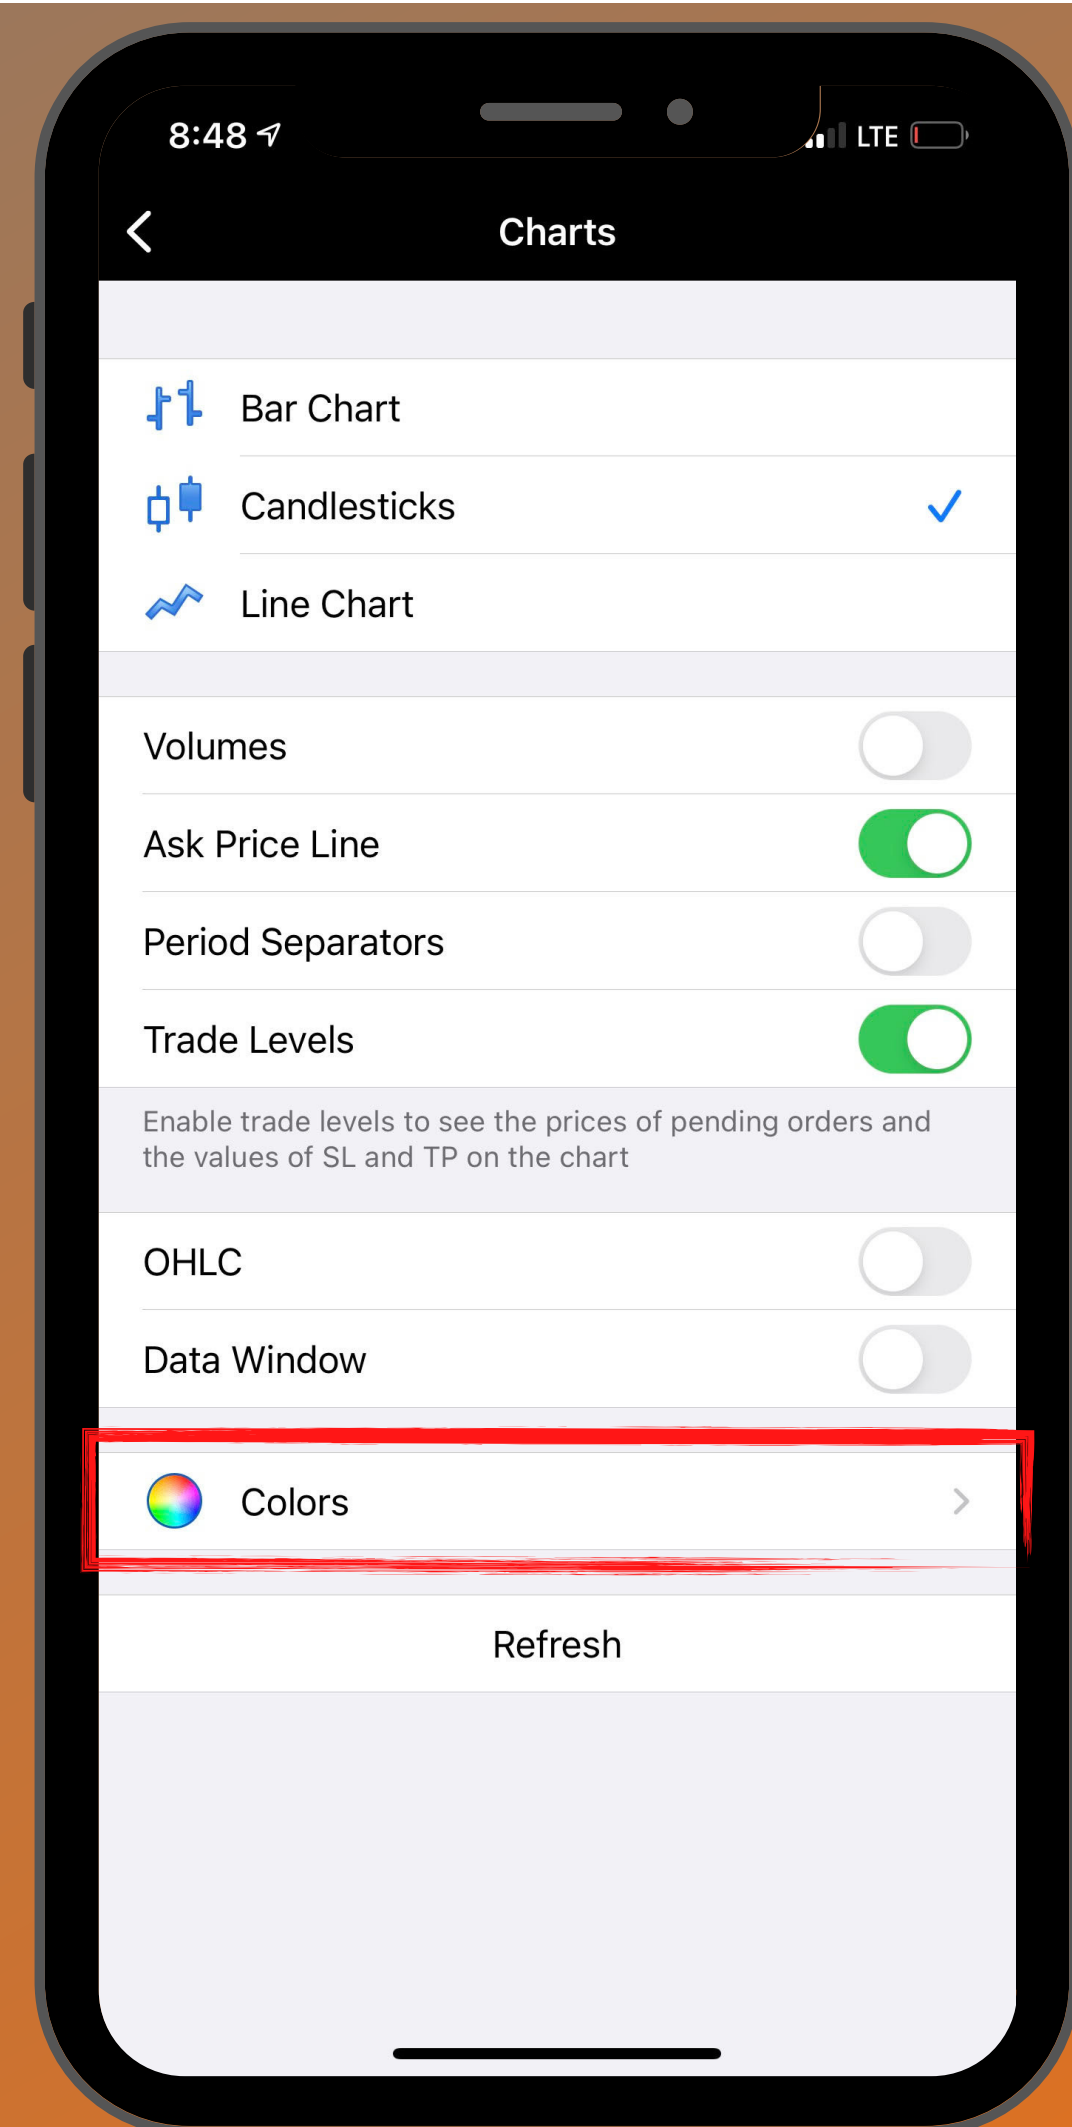 8:48
LTE
Charts
Bar Chart
Candlesticks
Line Chart
Volumes
Ask Price Line
Period Separators
Trade Levels
Enable trade levels to see the prices of pending orders and
the values of SL and TP on the chart
OHLC
Data Window
Colors
Refresh